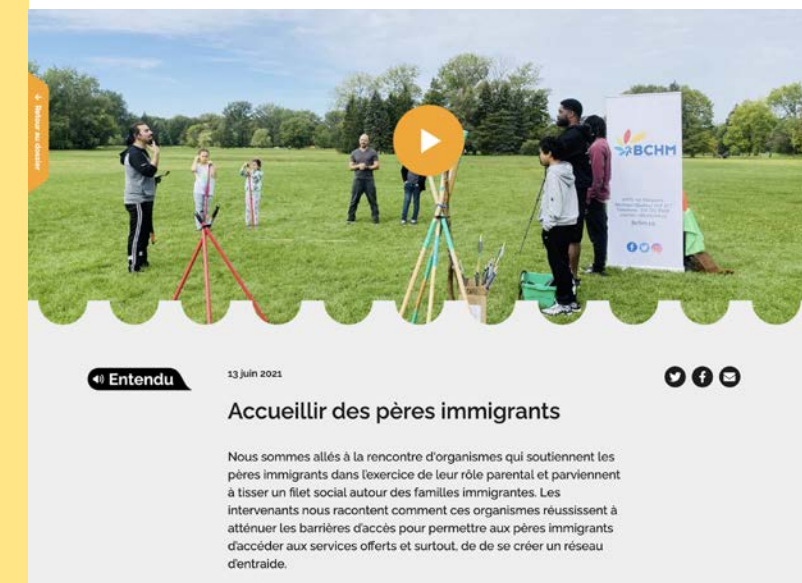 Retour au dossier
BCHM
Entendu
13 juin 2021
Accueillir des pères immigrants
Nous sommes allés à la rencontre d'organismes qui soutiennent les
pères immigrants dans l'exercice de leur rôle parental et parviennent
à tisser un filet social autour des familles immigrantes. Les
intervenants nous racontent comment ces organismes réussissent à
atténuer les barrières d'accès pour permettre aux pères immigrants
d'accéder aux services offerts et surtout, de de se créer un réseau
d'entraide.